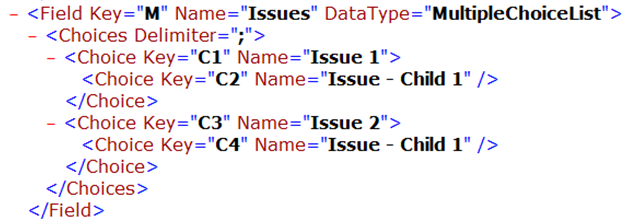 - <Field Key="M" Name="Issues" DataType="MultipleChoiceList">
- <Choices Delimiter=";">
- <Choice Key="C1" Name="Issue 1">
<Choice Key="C2" Name="Issue - Child 1" />
</Choice>
- <Choice Key="C3" Name="Issue 2">
<Choice Key="C4" Name="Issue - Child 1" />
</Choice>
</Choices>
</Field>